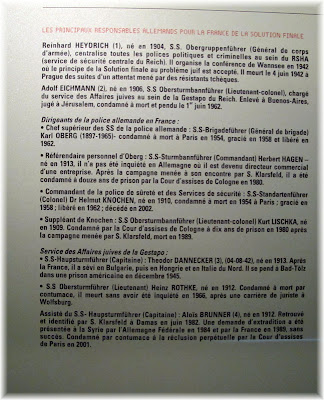 LES PRINCIPAUX RESPONSABLES ALLEMANDS POUR LA FRANCE DE LA SOLUTION FINALE
Reinhard HEYDRICH (1), né en 1904, S.S. Obergruppenführer (Général de corps
d'armée), centralise toutes les polices politiques et criminelles au sein du RSHA
(service de sécurité centrale du Reich). Il organise la conférence de Wannsee en 1942
où le principe de la Solution finale au problème juif est accepté. Il meurt le 4 juin 1942 à
Prague des suites d'un attentat mené par des résistants tchèques.
Adolf EICHMANN (2), né en 1906, S.S Obersturmbannführer (Lieutenant-colonel), chargé
du service des Affaires juives au sein de la Gestapo du Reich. Enlevé à Buenos-Aires,
jugé à Jérusalem, condamné à mort et pendu le 1er juin 1962.
Dirigeants de la police allemande en France :
• Chef supérieur des SS de la police allemande : S.S-Brigadeführer (Général de brigade)
Karl OBERG (1897-1965)- condamné à mort à Paris en 1954, gracié en 1958 et libéré en
1962.
• Référendaire personnel d'Oberg : S.S-Sturmbannführer (Commandant) Herbert HAGEN –
né en 1913, il n'a pas été inquiété en Allemagne où il est devenu directeur commercial
d'une entreprise. Après la campagne menée à son encontre par S. Klarsfeld, il a été
condamné à douze ans de prison par la Cour d'assises de Cologne en 1980.
• Commandant de la police de sûreté et des Services de sécurité : S.S-Standartenführer
(Colonel) Dr Helmut KNOCHEN, né en 1910, condamné à mort à Paris en 1954 ; gracié en
1958 ; libéré en 1962 ; décédé en 2002.
• Suppléant de Knochen : S.S Obersturmbannführer (Lieutenant-colonel) Kurt LISCHKA, né
en 1909. Condamné par la Cour d'assises de Cologne à dix ans de prison en 1980 après
la campagne menée par S. Klarsfeld, mort en 1989.
Service des Affaires juives de la Gestapo :
• S.S-Haupsturmführer (Capitaine) : Theodor DANNECKER (3), (04-08-42), né en 1913. Après
la France, il a sévi en Bulgarie, puis en Hongrie et en Italie du Nord. Il se pend à Bad-Tölz
dans une prison américaine en décembre 1945.
• S.S Obersturmführer (Lieutenant) Heinz ROTHKE, né en 1912. Condamné à mort par
contumace, il meurt sans avoir été inquiété en 1966, après une carrière de juriste à
Wolfsburg.
Assisté du S.S- Haupsturmführer (Capitaine) : Aloïs BRUNNER (4), né en 1912. Retrouvé
et identifié par S. Klarsfeld à Damas en juin 1982. Une demande d'extradition a été
présentée à la Syrie par l'Allemagne Fédérale en 1984 et par la France en 1989, sans
succès. Condamné par contumace à la réclusion perpétuelle par la Cour d'assises
de Paris en 2001.